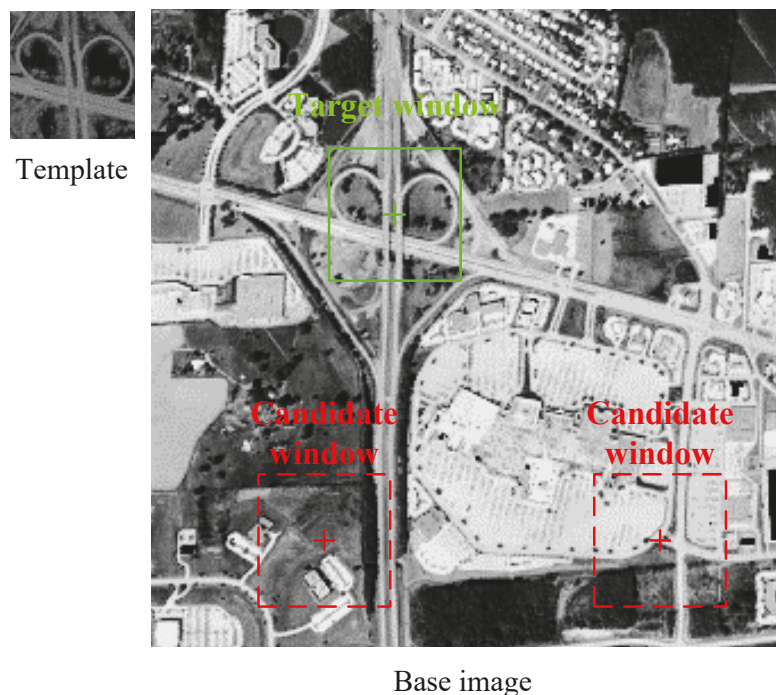 Template
Target window
Candidate
window
Candidate
window
Base image